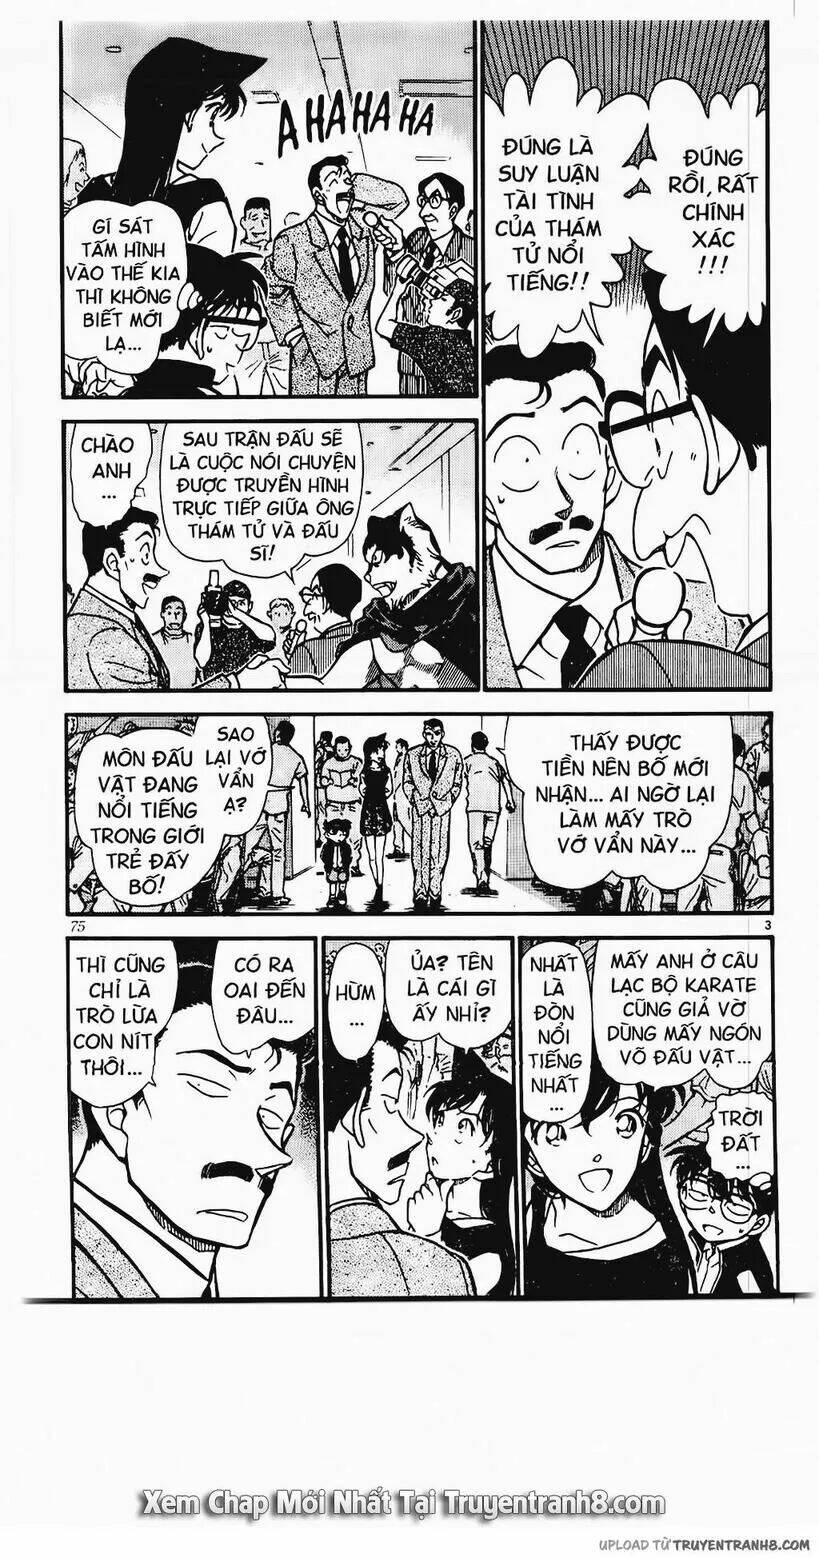 ĐÚNG
RỒI, RẤT
CHÍNH
XÁC
!!!
ĐÚNG LÀ
SUY LUẬN
TÀI TÌNH
CỦA THÁM
TỬ NỔI
TIẾNG!!
A HA HA HA
GÍ SÁT
TẤM HÌNH
VÀO THẾ KIA
THÌ KHÔNG
BIẾT MỚI
LẠ...
SAU TRẬN ĐẤU SẼ
LÀ CUỘC NÓI CHUYỆN
ĐƯỢC TRUYỀN HÌNH
TRỰC TIẾP GIỮA ÔNG
THÁM TỬ VÀ ĐẤU
SĨ!
CHÀO
ANH
...
THẤY ĐƯỢC
TIỀN NÊN BỐ MỚI
NHẬN... AI NGỜ LẠI
LÀM MẤY TRÒ
VỚ VẨN NÀY...
SAO
LẠI VỚ
VẨN
Ạ?
MÔN ĐẤU
VẬT ĐANG
NỔI TIẾNG
TRONG GIỚI
TRẺ ĐẤY
BỐ!
75
3
MẤY ANH Ở CÂU
LẠC BỘ KARATE
CŨNG GIẢ VỜ
DÙNG MẤY NGÓN
VÕ ĐẤU VẬT...
TRỜI
ĐẤT
...
NHẤT
LÀ
ĐÒN
NỔI
TIẾNG
NHẤT
...
ỦA? TÊN
LÀ CÁI GÌ
ẤY NHỈ?
HỪM
...
CÓ RA
OAI ĐẾN
ĐÂU...
THÌ CŨNG
CHỈ LÀ
TRÒ LỪA
CON NÍT
THÔI...
Xem Chap Mới Nhất Tại Truyentranh8.com
UPLOAD TỪ TRUYENTRANH8.COM